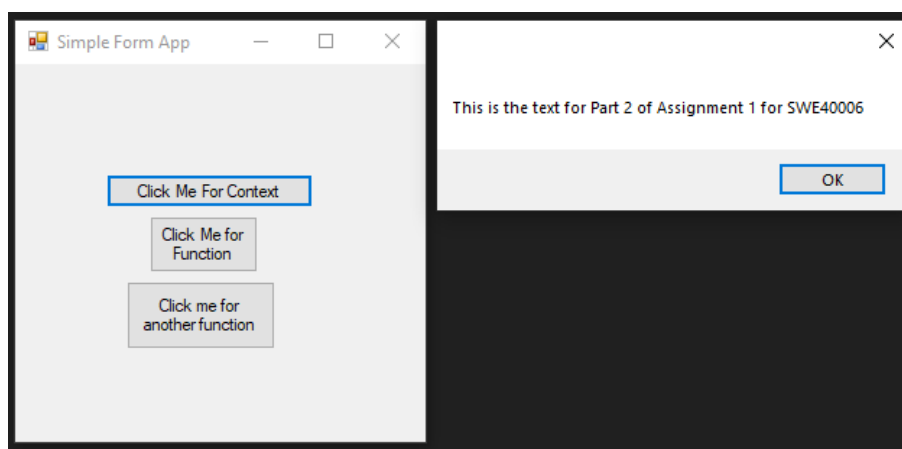 Simple Form App
Click Me For Context
Click Me for
Function
Click me for
another function
This is the text for Part 2 of Assignment 1 for SWE40006
OK